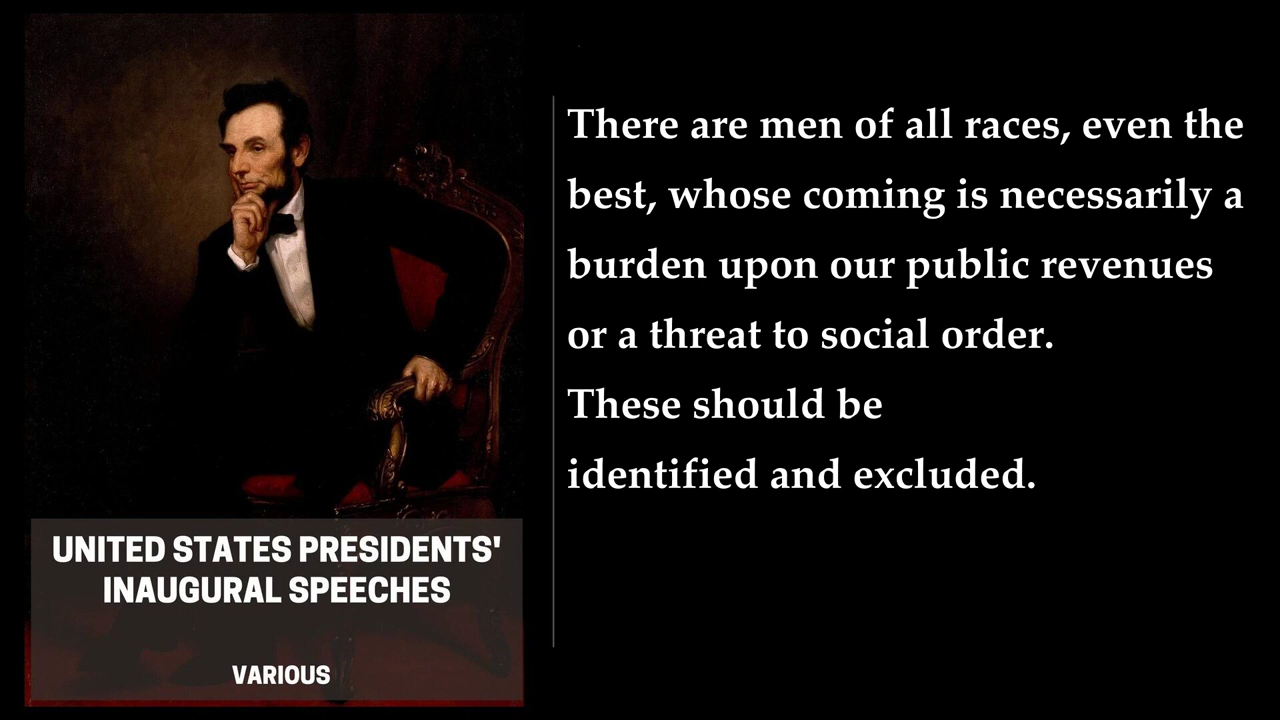 There are men of all races, even the
best, whose coming is necessarily a
burden upon our public revenues
or a threat to social order.
These should be
identified and excluded.
UNITED STATES PRESIDENTS'
INAUGURAL SPEECHES
VARIOUS